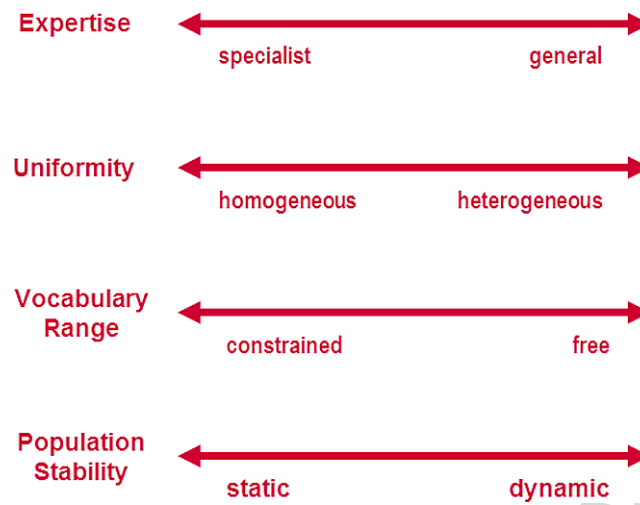 Expertise
specialist general
Uniformity
homogeneous heterogeneous
Vocabulary
Range
constrained free
Population
Stability
static dynamic